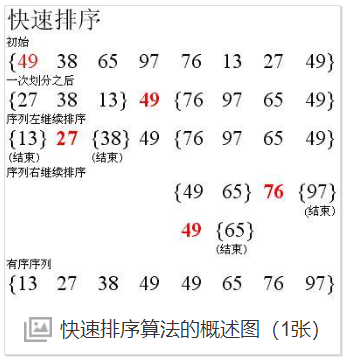 快速排序
初始
{49 38 65 97 76 13 27 49}
一次划分之后
{27 38 13} 49 {76 97 65 49}
序列左继续排序
{13} 27 {38} 49 {76 97 65 49}
(结束) (结束)
序列右继续排序
{49 65} 76 {97}
(结束)
49 {65}
(结束)
有序序列
{13 27 38 49 49 65 76 97}
快速排序算法的概述图（1张）